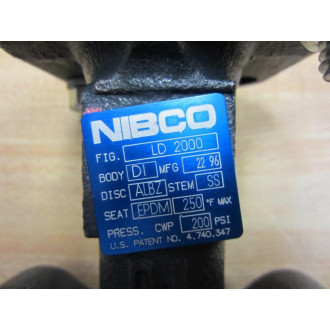 NIBCO
FIG. LD 2000
BODY DI MFG 22 96
DISC ALBZ STEM SS
SEAT EPDM 250 °F MAX
PRESS. CWP 200 PSI
U.S. PATENT NO. 4,740,347